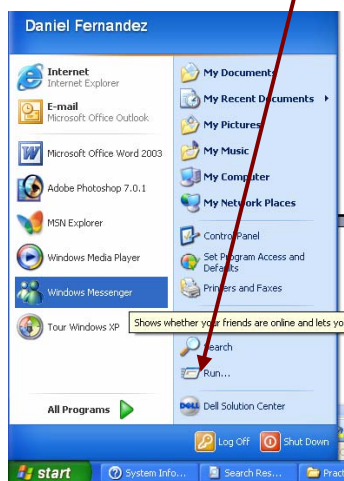 Daniel Fernandez
Internet
Internet Explorer
E-mail
Microsoft Office Outlook
Microsoft Office Word 2003
Adobe Photoshop 7.0.1
MSN Explorer
Windows Media Player
Windows Messenger
Tour Windows XP
All Programs
My Documents
My Recent Documents
My Pictures
My Music
My Computer
My Network Places
Control Panel
Set Program Access and
Defaults
Printers and Faxes
Shows whether your friends are online and lets yo
Search
Run...
DELL Dell Solution Center
Log Off Shut Down
start System Info... Search Res... Pract